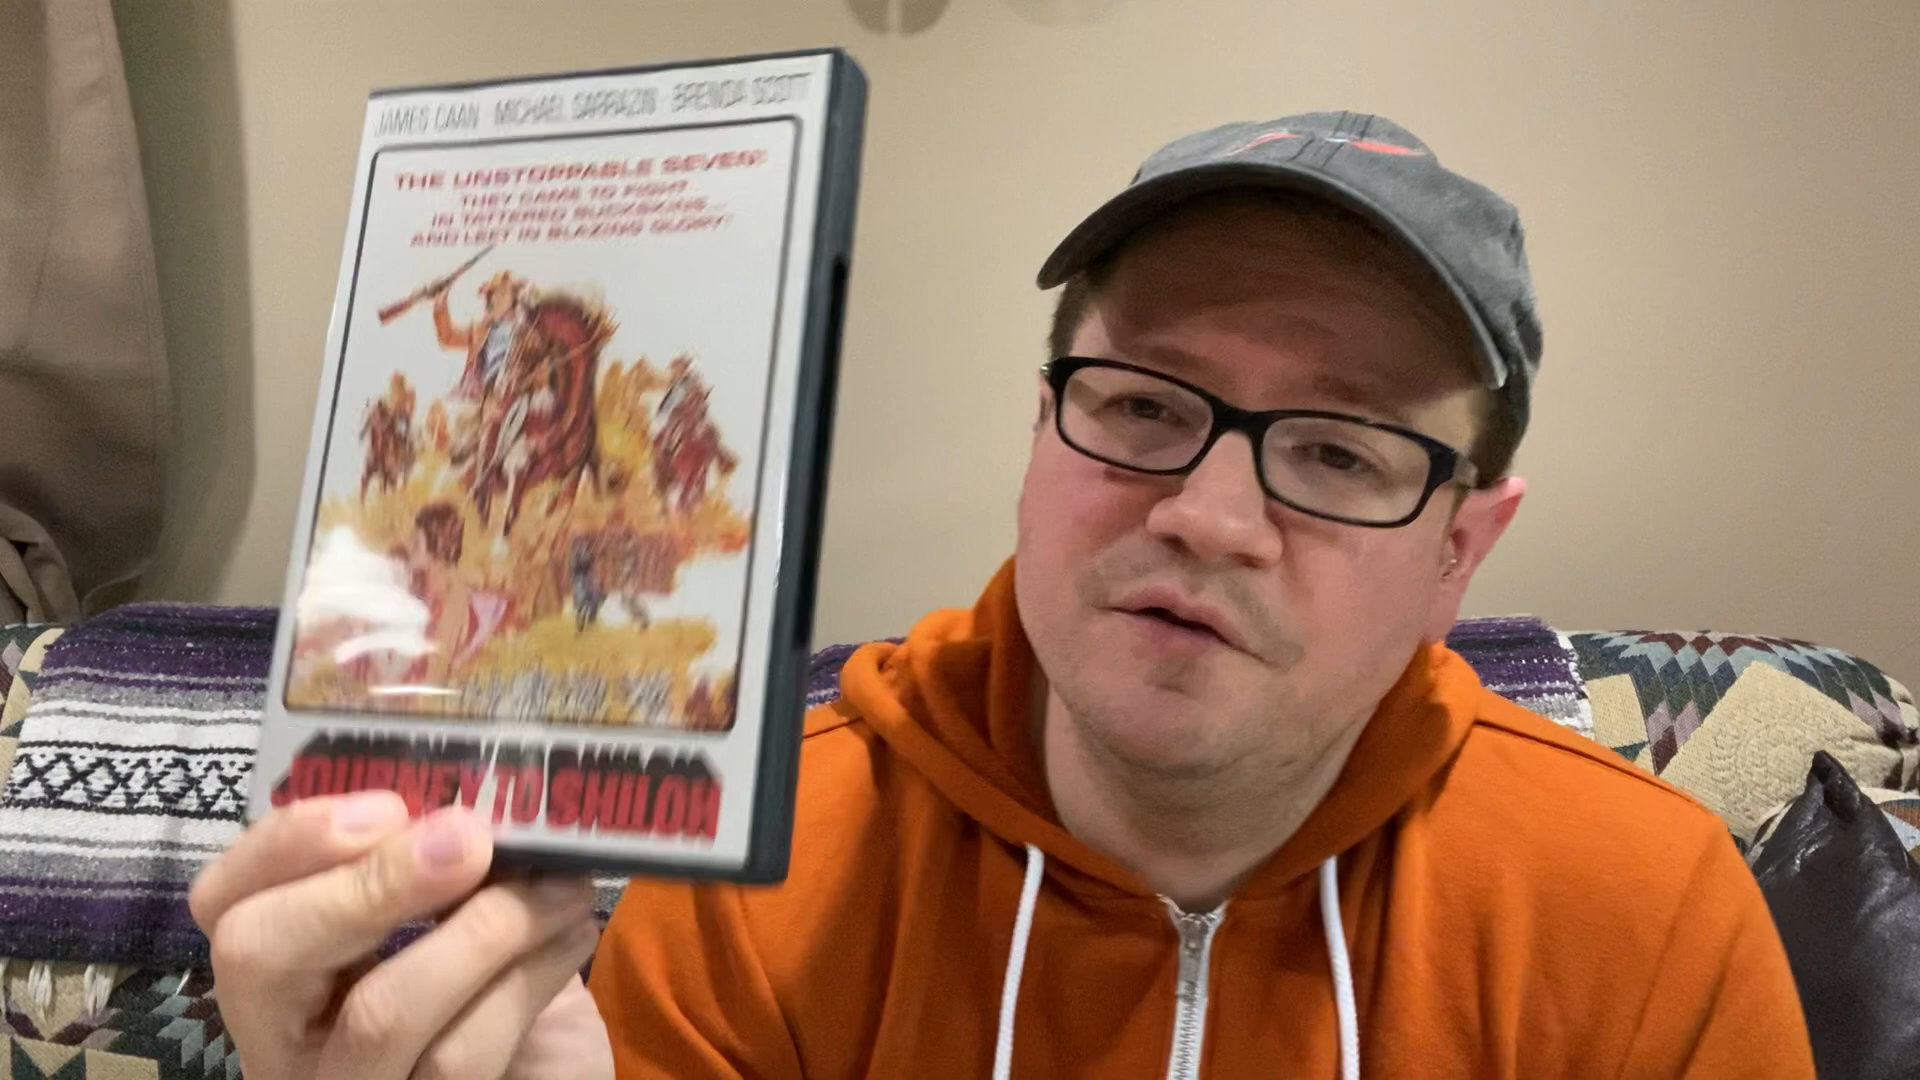 JAMES CAAN · MICHAEL SARRAZIN · BRENDA SCOTT
THE UNSTOPPABLE SEVEN!
THEY CAME TO FIGHT
IN TATTERED BUCKSKINS...
AND LEFT IN BLAZING GLORY!
JOURNEY TO SHILOH